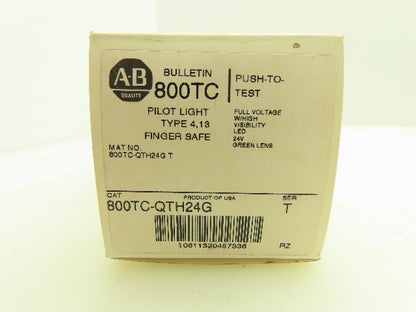 A-B
QUALITY
BULLETIN
800TC
PILOT LIGHT
TYPE 4,13
FINGER SAFE
PUSH-TO-
TEST
FULL VOLTAGE
W/HIGH
VISIBILITY
LED
24V
GREEN LENS
MAT NO.
800TC-QTH24G T
CAT
PRODUCT OF USA
SER
800TC-QTH24G
T
10611320457336
RZ